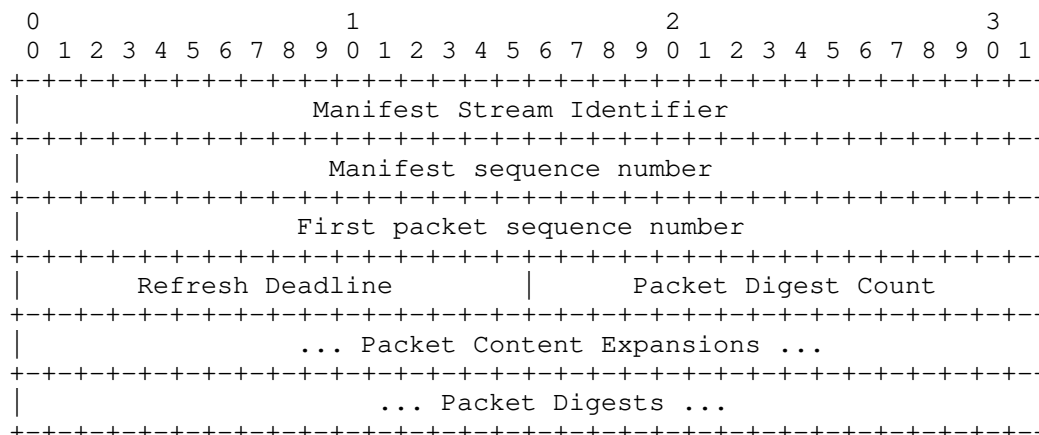 0                   1                   2                   3
0 1 2 3 4 5 6 7 8 9 0 1 2 3 4 5 6 7 8 9 0 1 2 3 4 5 6 7 8 9 0 1
+-+-+-+-+-+-+-+-+-+-+-+-+-+-+-+-+-+-+-+-+-+-+-+-+-+-+-+-+-+-+-+--
| Manifest Stream Identifier
+-+-+-+-+-+-+-+-+-+-+-+-+-+-+-+-+-+-+-+-+-+-+-+-+-+-+-+-+-+-+-+--
| Manifest sequence number
+-+-+-+-+-+-+-+-+-+-+-+-+-+-+-+-+-+-+-+-+-+-+-+-+-+-+-+-+-+-+-+--
| First packet sequence number
+-+-+-+-+-+-+-+-+-+-+-+-+-+-+-+-+-+-+-+-+-+-+-+-+-+-+-+-+-+-+-+--
| Refresh Deadline | Packet Digest Count
+-+-+-+-+-+-+-+-+-+-+-+-+-+-+-+-+-+-+-+-+-+-+-+-+-+-+-+-+-+-+-+--
| ... Packet Content Expansions ...
+-+-+-+-+-+-+-+-+-+-+-+-+-+-+-+-+-+-+-+-+-+-+-+-+-+-+-+-+-+-+-+--
| ... Packet Digests ...
+-+-+-+-+-+-+-+-+-+-+-+-+-+-+-+-+-+-+-+-+-+-+-+-+-+-+-+-+-+-+-+--